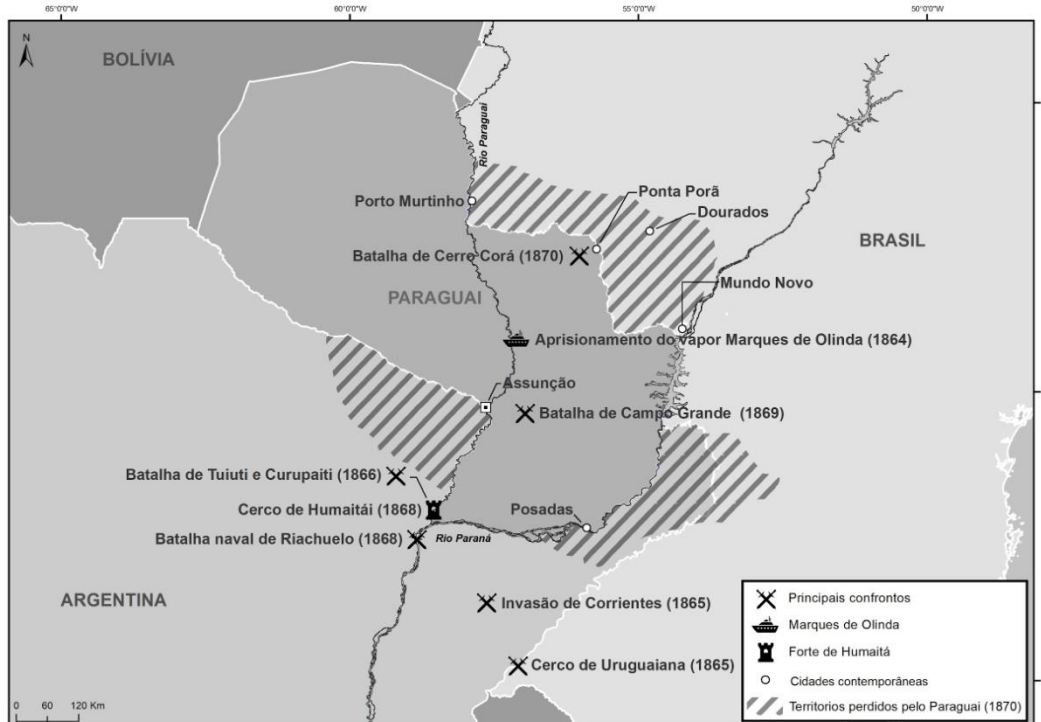 65°0'0"W
60°0'0"W
55°0'0"W
50°0'0"W
N
BOLÍVIA
Rio Paraguai
Porto Murtinho
Ponta Porã
Dourados
BRASIL
Batalha de Cerro Corá (1870)
Mundo Novo
PARAGUAI
Aprisionamento do vapor Marques de Olinda (1864)
Assunção
Batalha de Campo Grande (1869)
Batalha de Tuiuti e Curupaiti (1866)
Cerco de Humaitái (1868)
Posadas
Batalha naval de Riachuelo (1868)
Rio Paraná
ARGENTINA
Invasão de Corrientes (1865)
Cerco de Uruguaiana (1865)
Principais confrontos
Marques de Olinda
Forte de Humaitá
Cidades contemporâneas
Territorios perdidos pelo Paraguai (1870)
0 30 60 120 Km